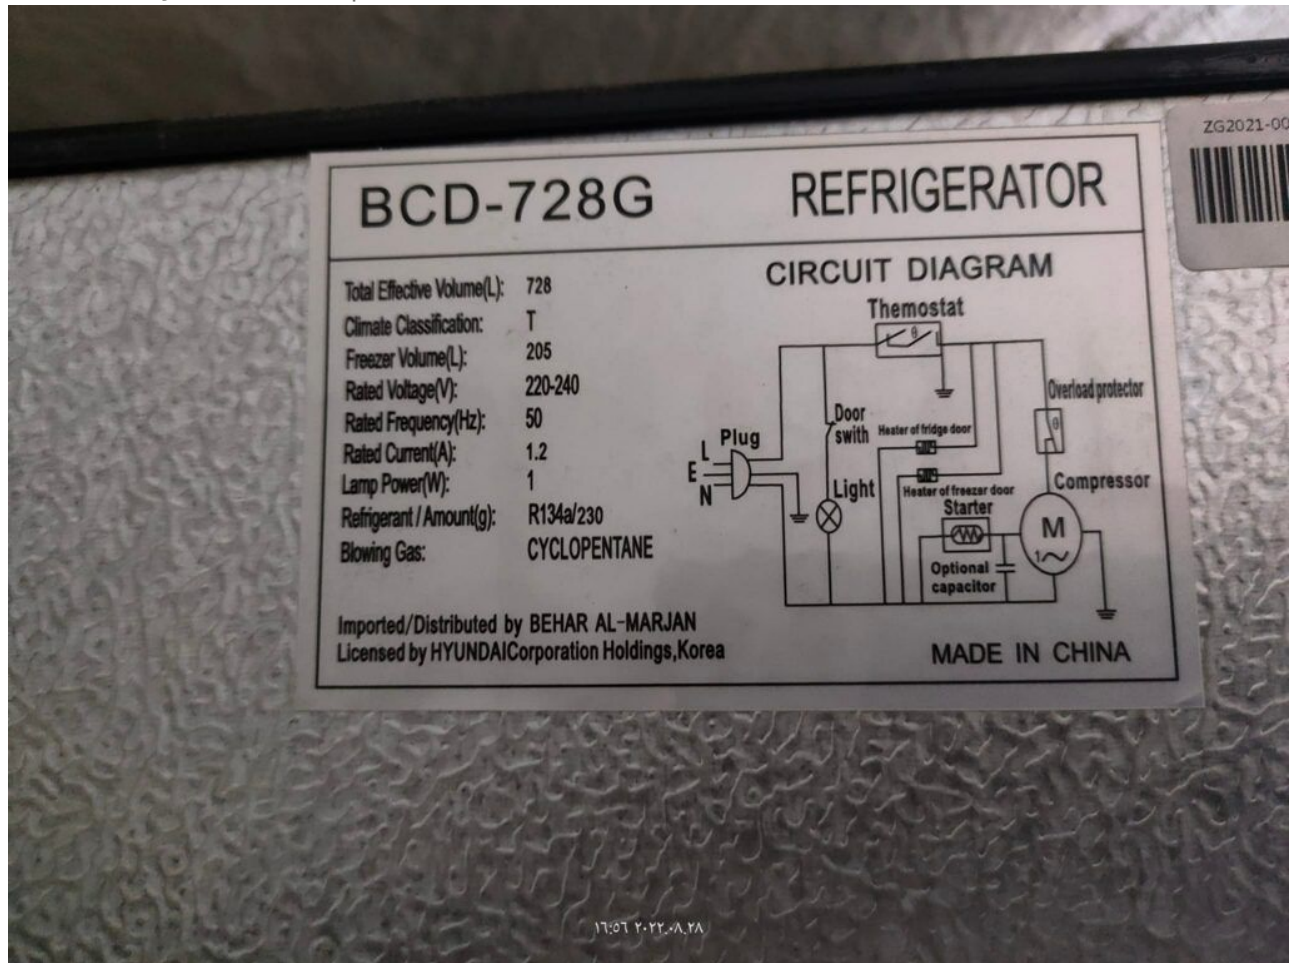 BCD-728G REFRIGERATOR
ZG2021-00
Total Effective Volume(L): 728
Climate Classification: T
Freezer Volume(L): 205
Rated Voltage(V): 220-240
Rated Frequency(Hz): 50
Rated Current(A): 1.2
Lamp Power(W): 1
Refrigerant / Amount(g): R134a/230
Blowing Gas: CYCLOPENTANE
CIRCUIT DIAGRAM
Themostat
θ
Overload protector
θ
Door
swith
Heater of fridge door
Plug
L
E
N
Light
Heater of freezer door
Compressor
Starter
M
1～
Optional
capacitor
Imported/Distributed by BEHAR AL-MARJAN
Licensed by HYUNDAICorporation Holdings,Korea
MADE IN CHINA
١٦:٥٦ ٢٠٢٢.٠٨.٢٨